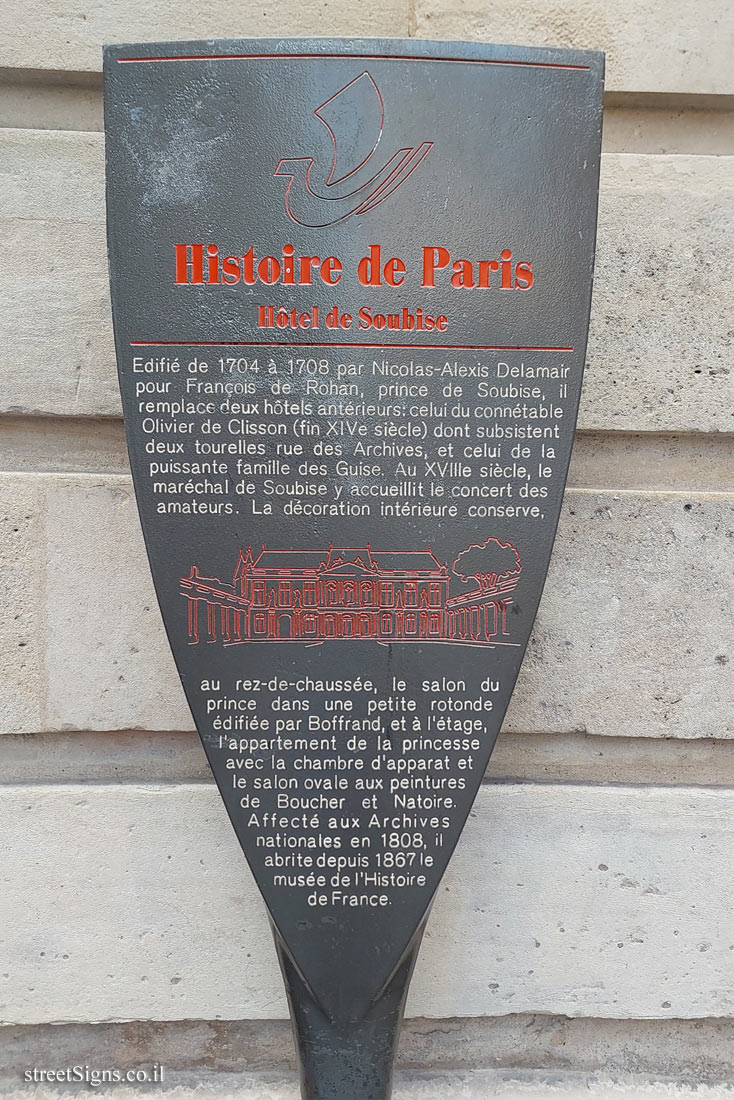 Histoire de Paris
Hôtel de Soubise
Edifié de 1704 à 1708 par Nicolas-Alexis Delamair
pour François de Rohan, prince de Soubise, il
remplace deux hôtels antérieurs: celui du connétable
Olivier de Clisson (fin XIVe siècle) dont subsistent
deux tourelles rue des Archives, et celui de la
puissante famille des Guise. Au XVIIIe siècle, le
maréchal de Soubise y accueillit le concert des
amateurs. La décoration intérieure conserve,
au rez-de-chaussée, le salon du
prince dans une petite rotonde
édifiée par Boffrand, et à l'étage,
l'appartement de la princesse
avec la chambre d'apparat et
le salon ovale aux peintures
de Boucher et Natoire.
Affecté aux Archives
nationales en 1808, il
abrite depuis 1867 le
musée de l'Histoire
de France.
streetSigns.co.il